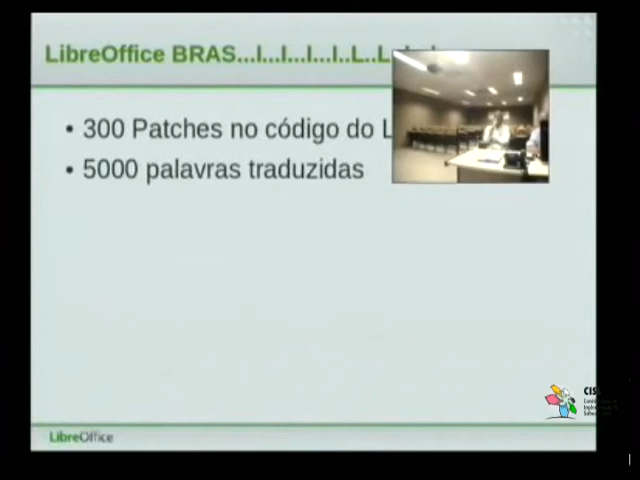 LibreOffice BRAS...I...I...I...I..L..L..
• 300 Patches no código do L
• 5000 palavras traduzidas
CIS
LibreOffice